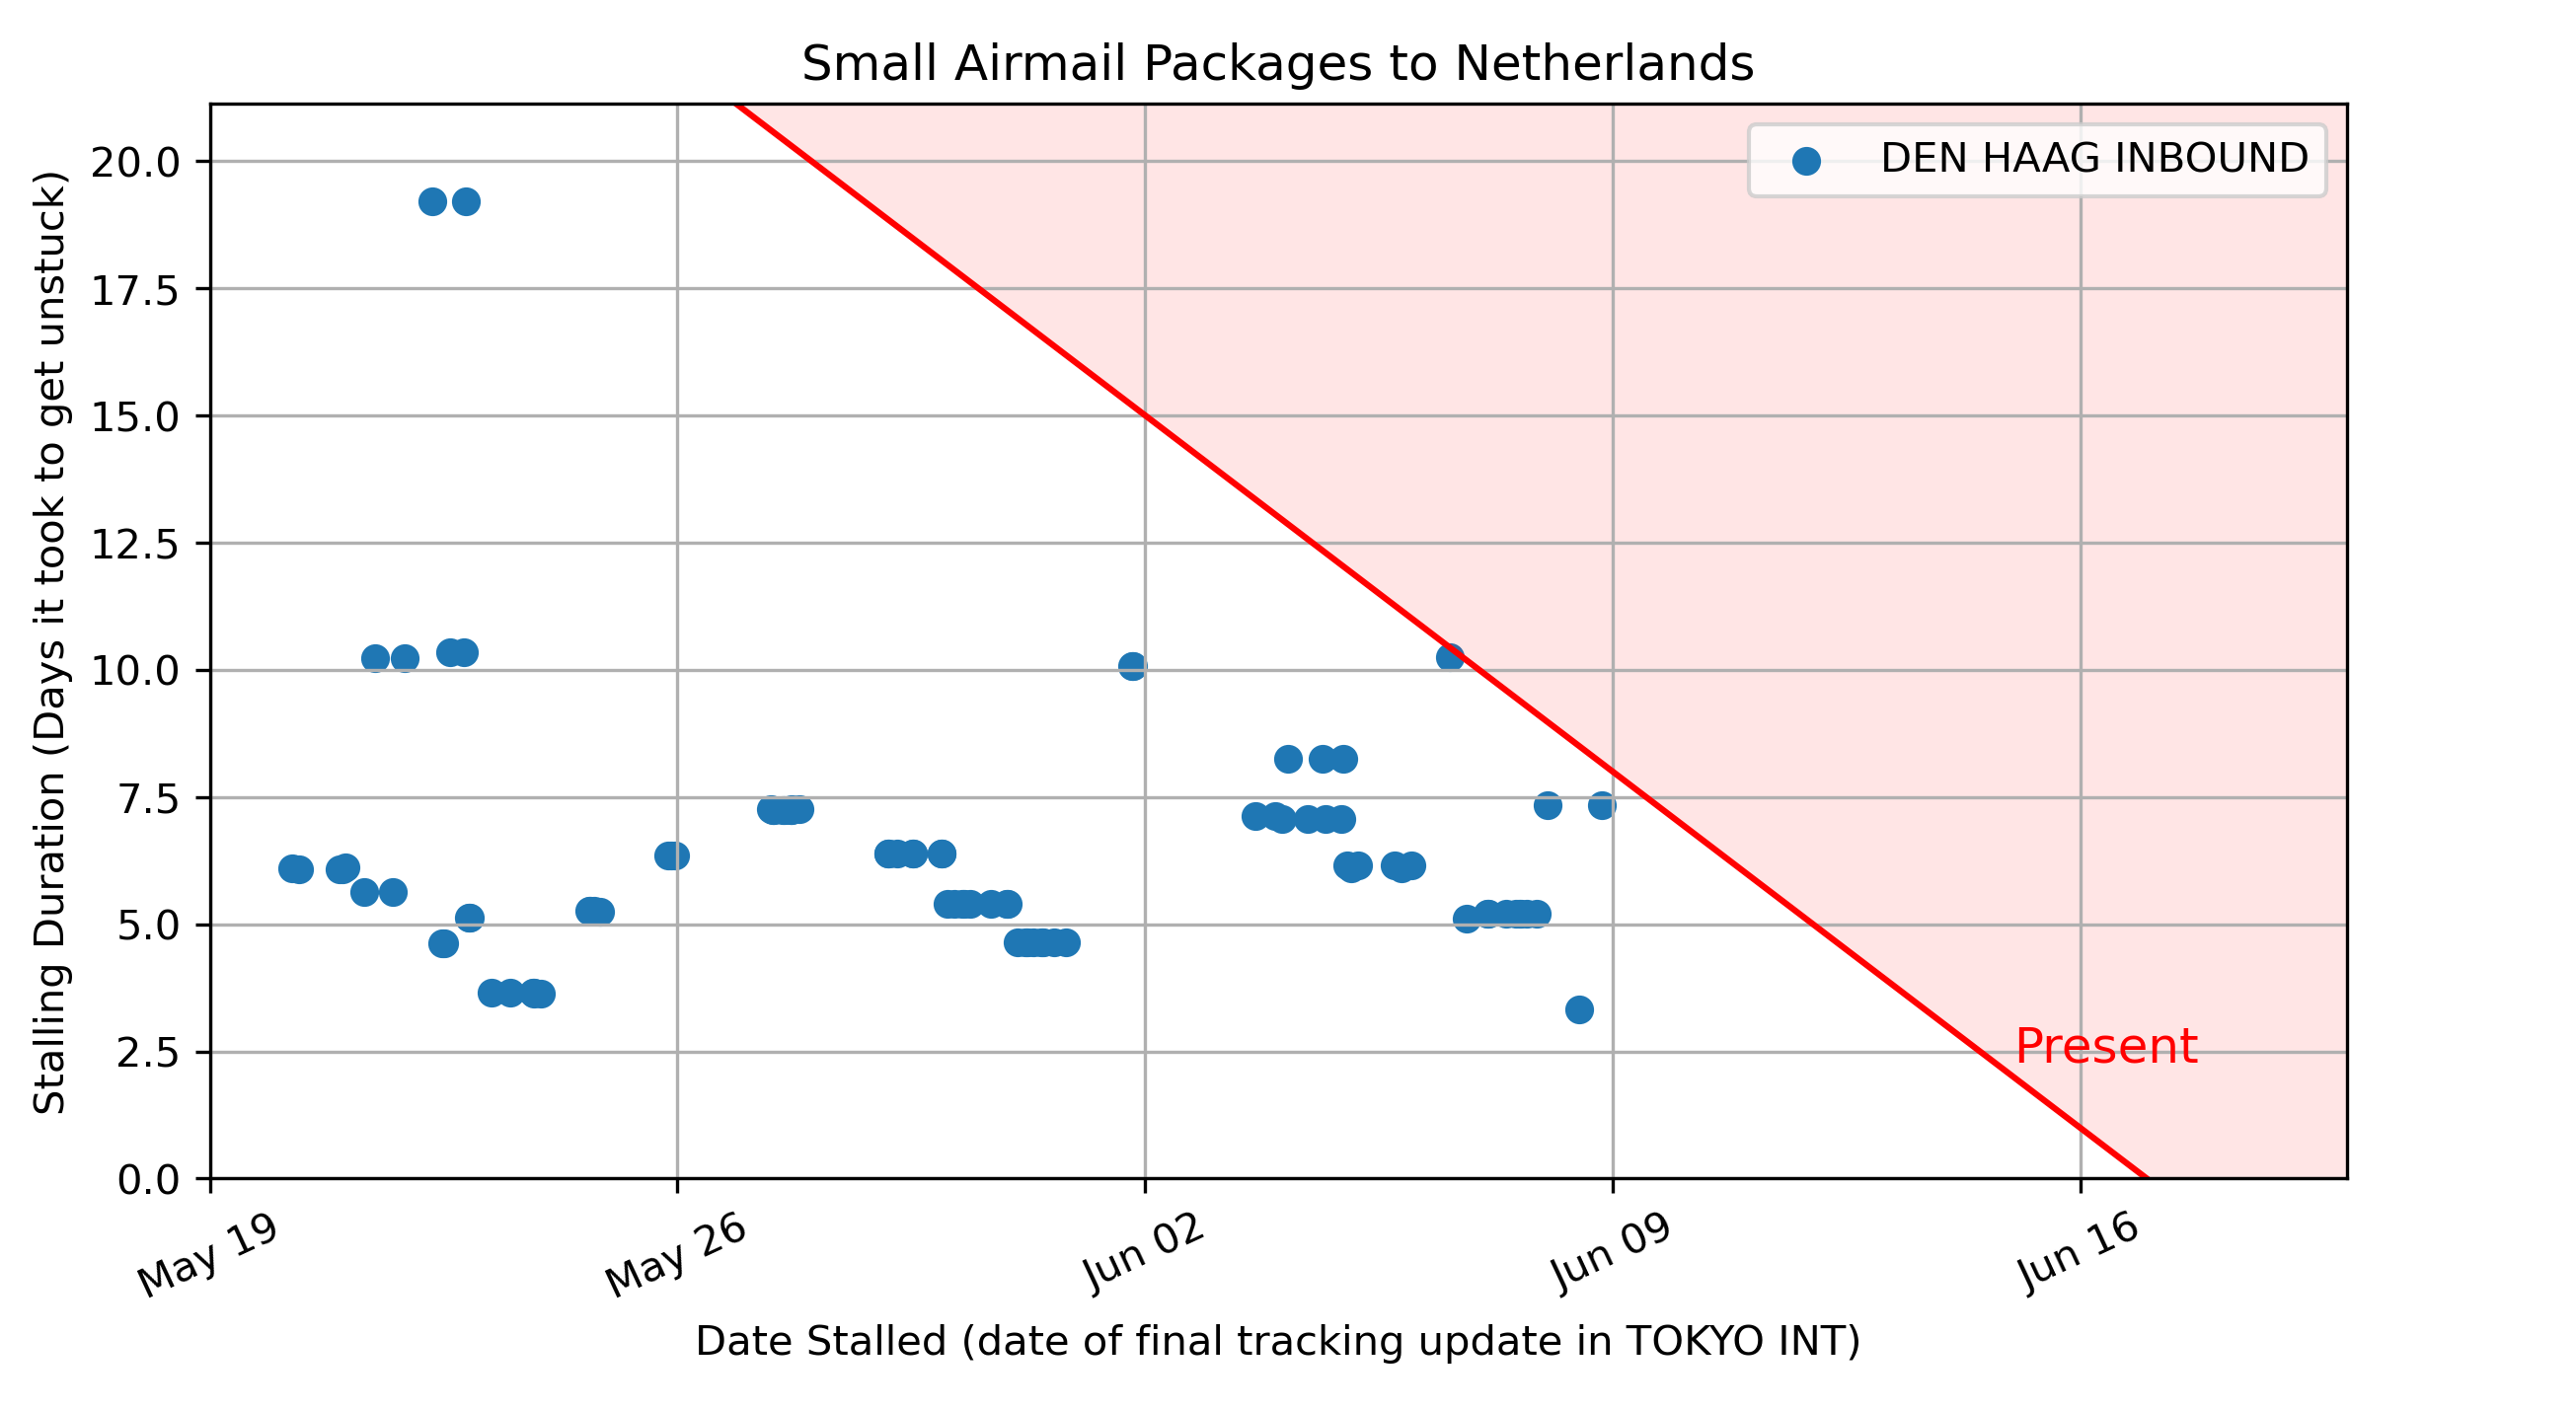 Small Airmail Packages to Netherlands
DEN HAAG INBOUND
Stalling Duration (Days it took to get unstuck)
20.0
17.5
15.0
12.5
10.0
7.5
5.0
2.5
0.0
Present
May 19
May 26
Jun 02
Jun 09
Jun 16
Date Stalled (date of final tracking update in TOKYO INT)